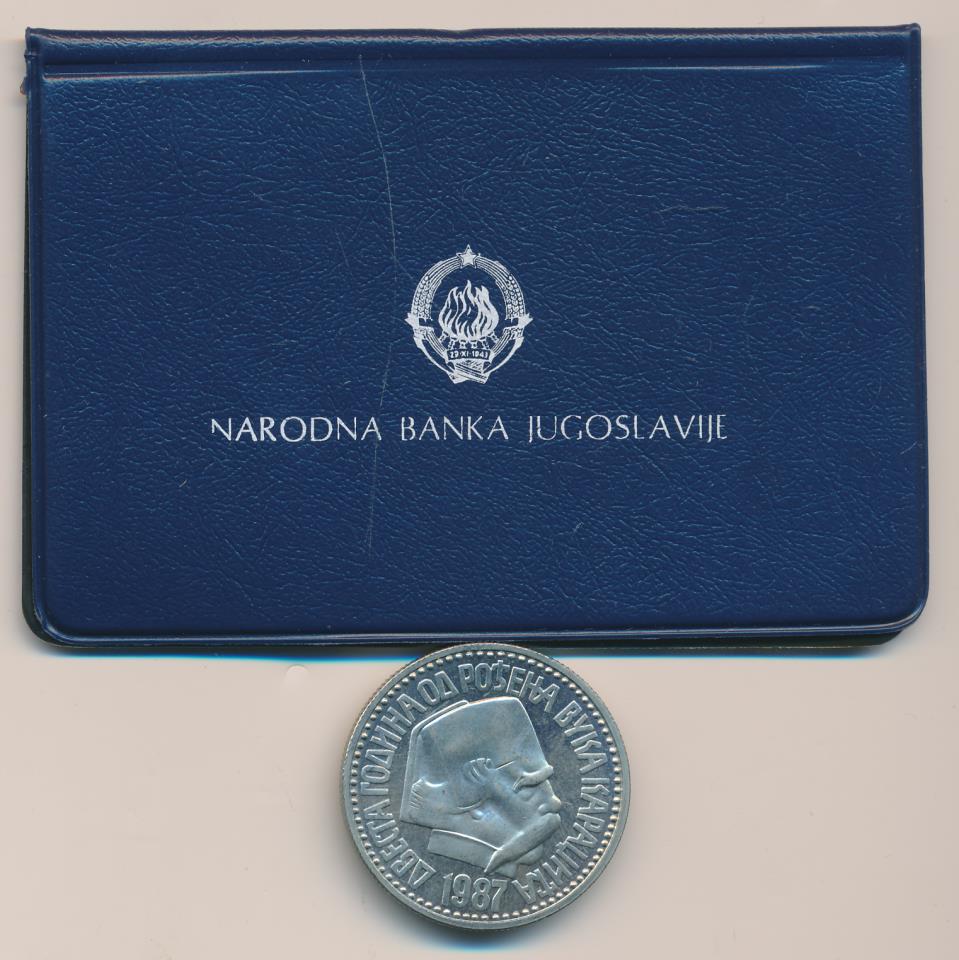 29·XI·1943
NARODNA BANKA JUGOSLAVIJE
ДВЕСТА ГОДИНА ОД РОЂЕЊА ВУКА КАРАЏИЋА
1987